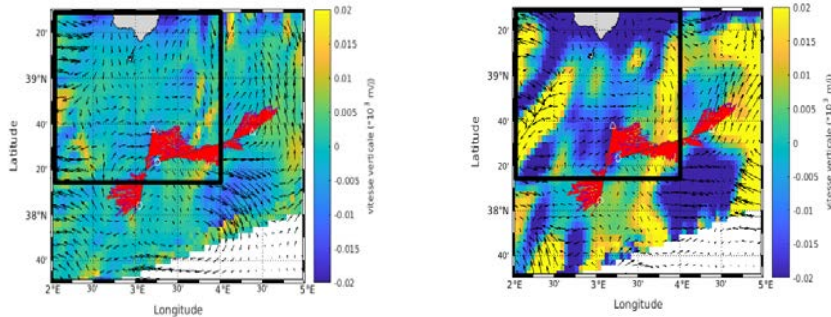 20'
39°N
40'
20'
38°N
40'
2°E
30'
3°E
30'
4°E
30'
5°E
Latitude
Longitude
0.02
0.015
0.01
0.005
0
-0.005
-0.01
-0.015
-0.02
vitesse verticale (*10³ m/j)
20'
39°N
40'
20'
38°N
40'
2°E
30'
3°E
30'
4°E
30'
5°E
Latitude
Longitude
0.02
0.015
0.01
0.005
0
-0.005
-0.01
-0.015
-0.02
vitesse verticale (*10³ m/j)